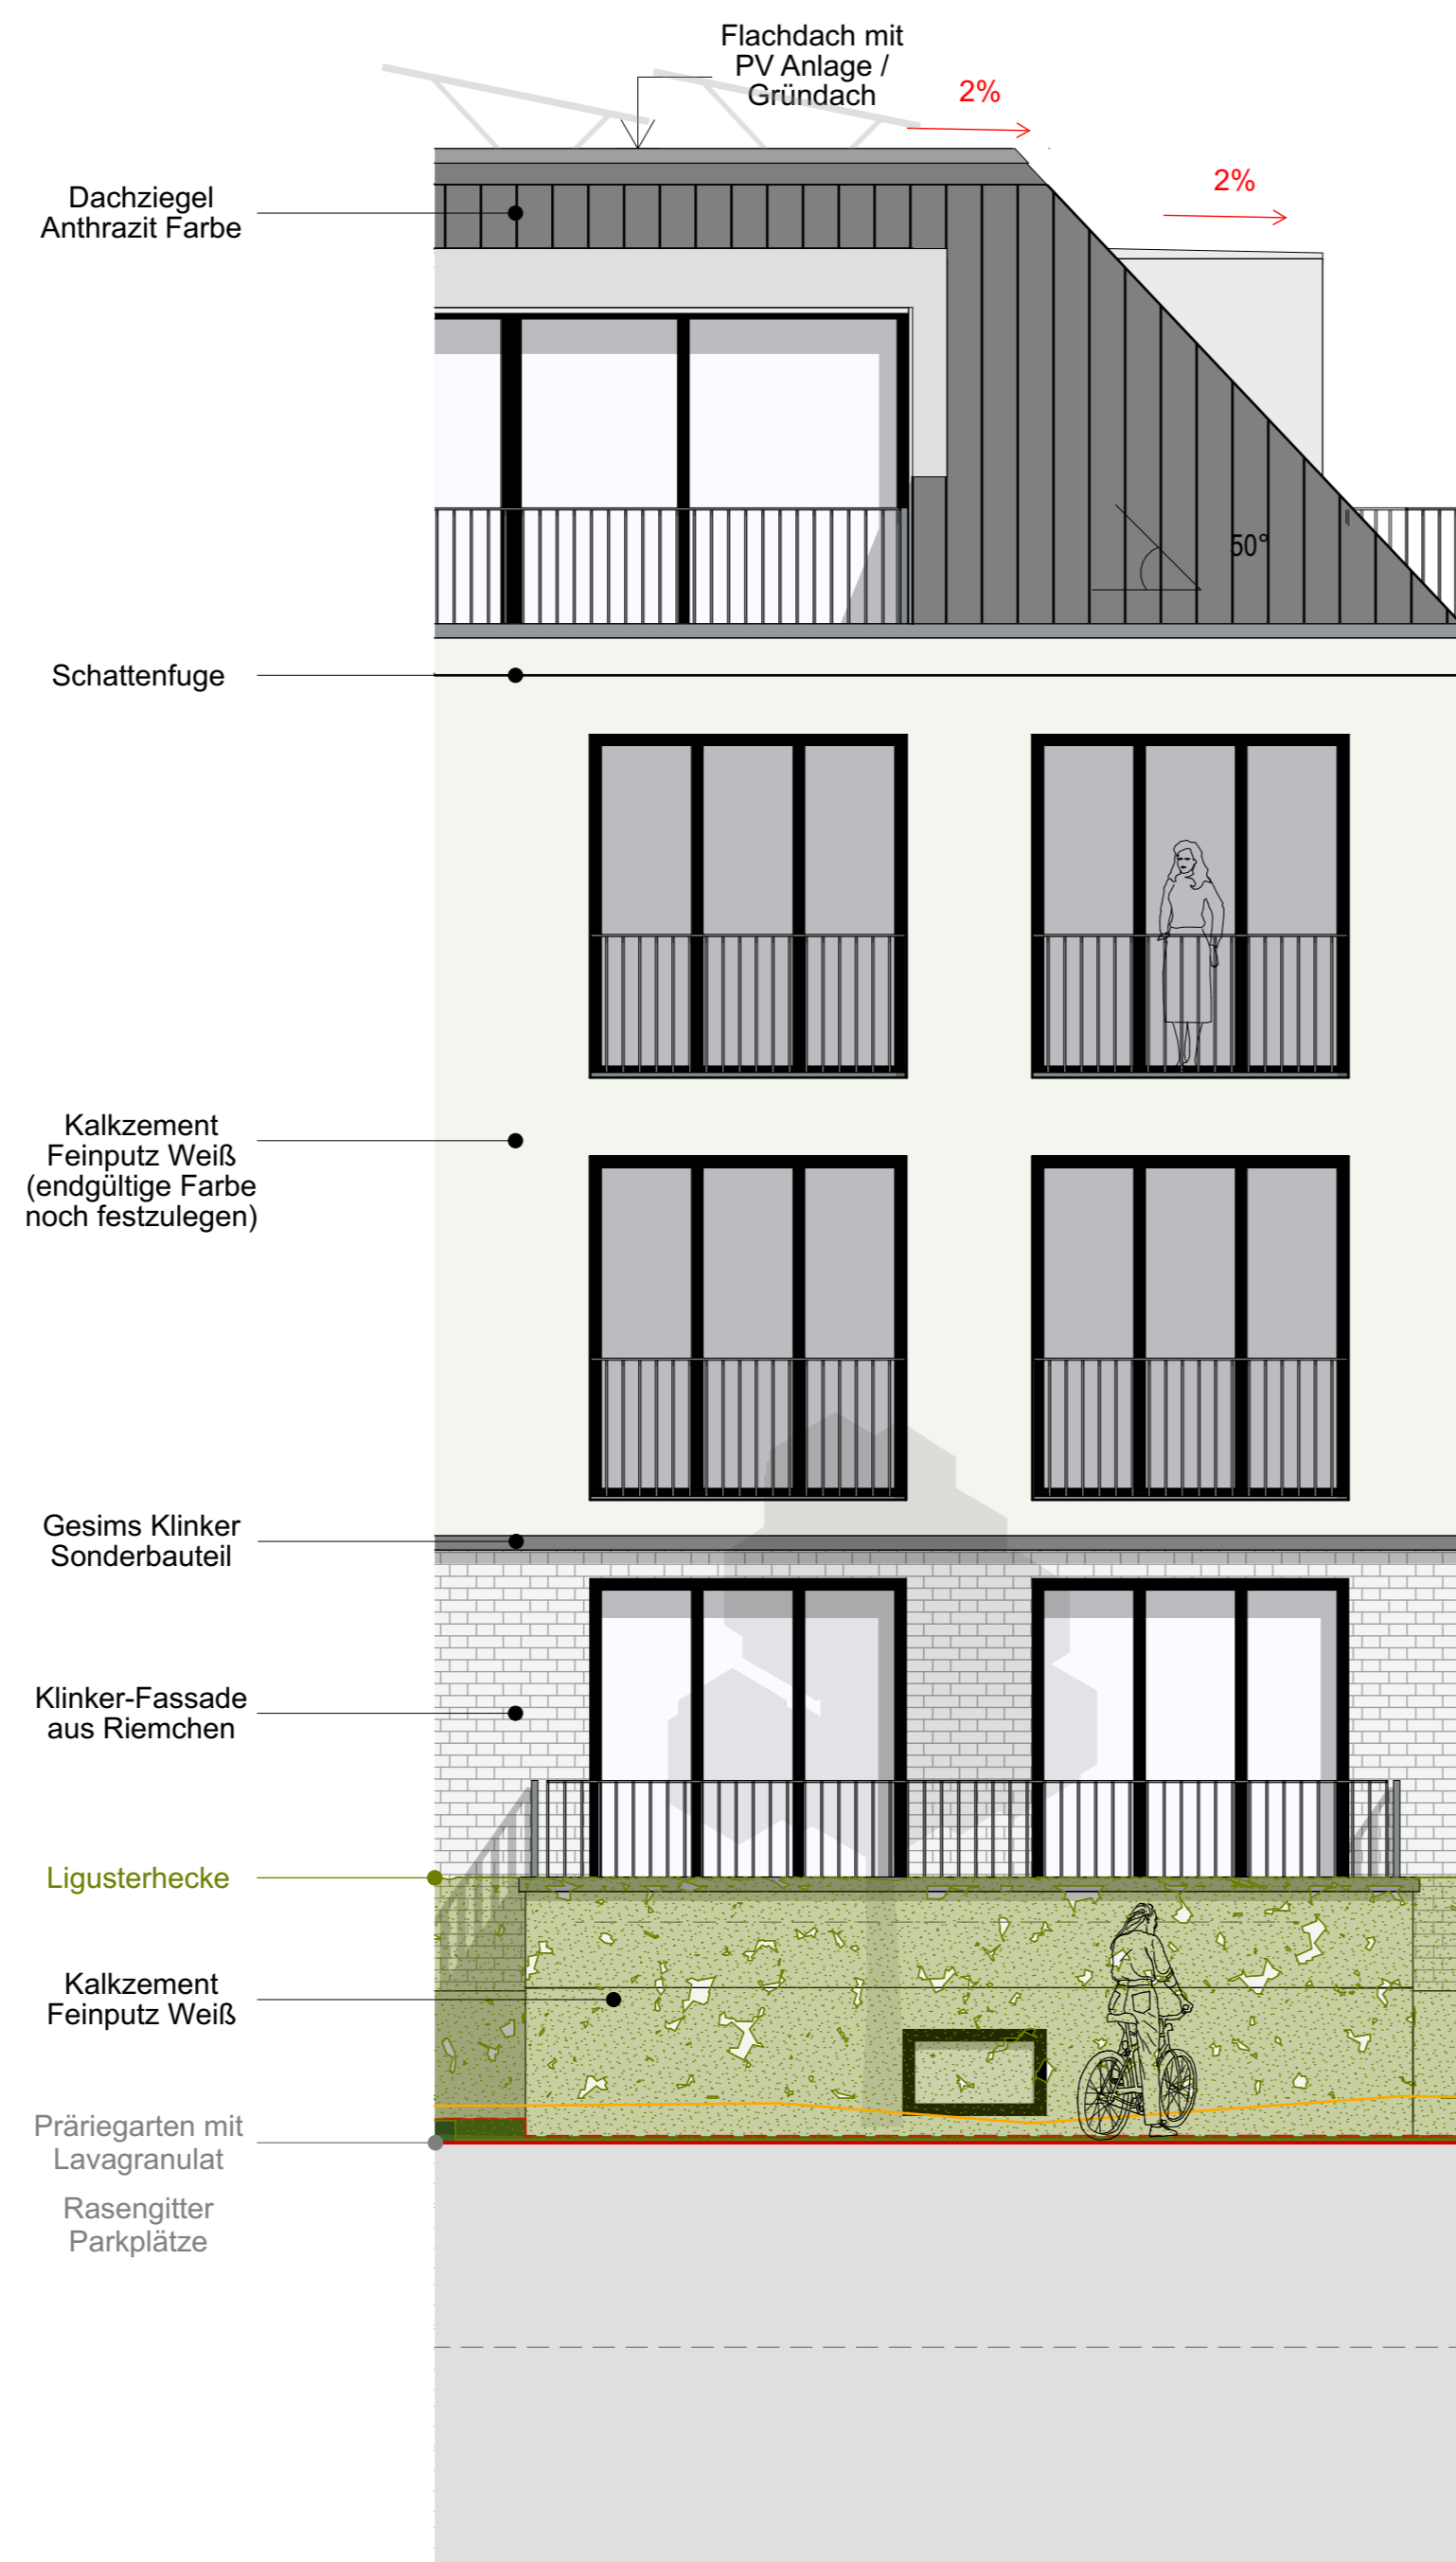 Flachdach mit
PV Anlage /
Gründach
2%
2%
Dachziegel
Anthrazit Farbe
50°
Schattenfuge
Kalkzement
Feinputz Weiß
(endgültige Farbe
noch festzulegen)
Gesims Klinker
Sonderbauteil
Klinker-Fassade
aus Riemchen
Ligusterhecke
Kalkzement
Feinputz Weiß
Präriegarten mit
Lavagranulat
Rasengitter
Parkplätze